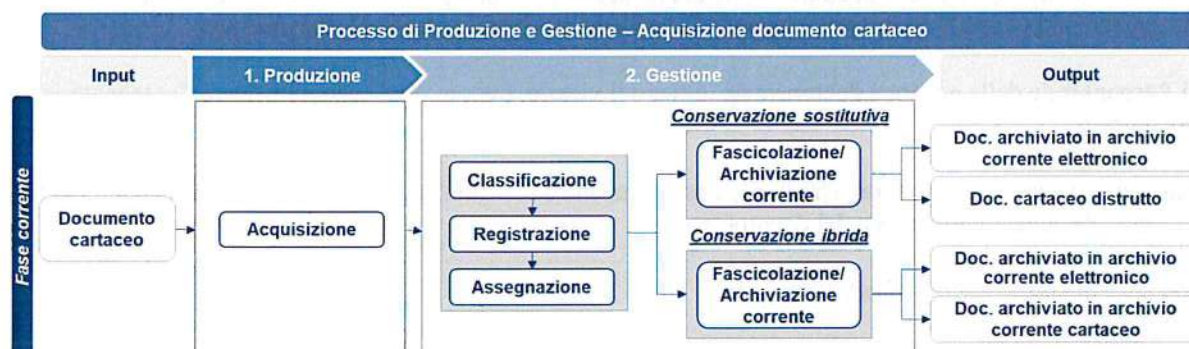 Processo di Produzione e Gestione – Acquisizione documento cartaceo
Input
1. Produzione
2. Gestione
Output
Fase corrente
Documento
cartaceo
Acquisizione
Classificazione
Registrazione
Assegnazione
Conservazione sostitutiva
Fascicolazione/
Archiviazione
corrente
Conservazione ibrida
Fascicolazione/
Archiviazione
corrente
Doc. archiviato in archivio
corrente elettronico
Doc. cartaceo distrutto
Doc. archiviato in archivio
corrente elettronico
Doc. archiviato in archivio
corrente cartaceo